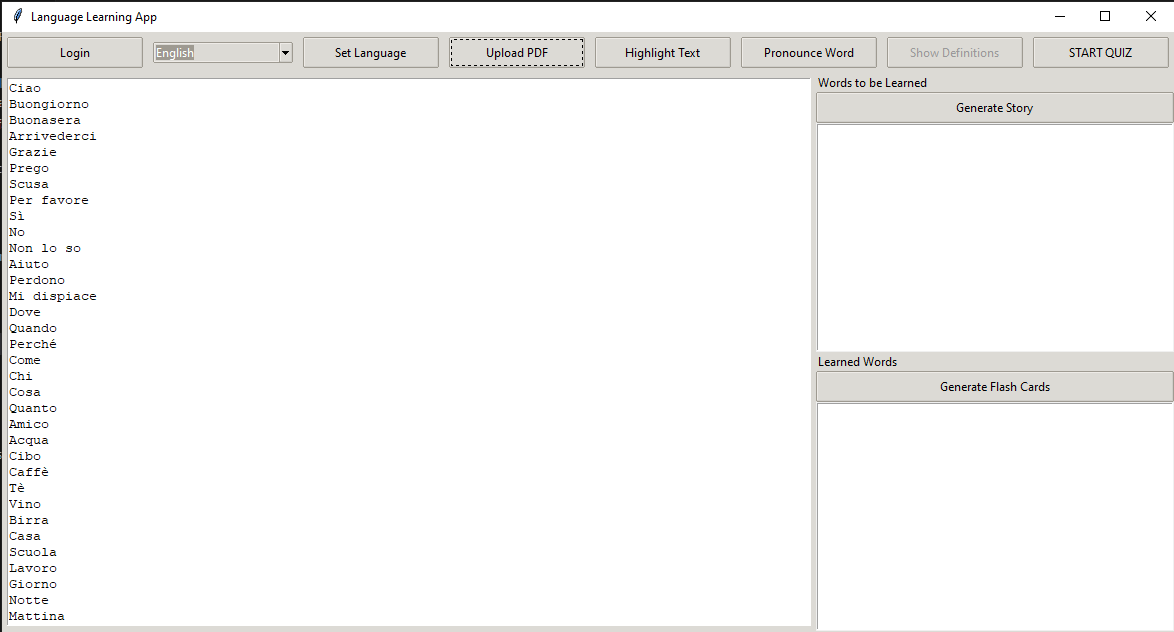 Language Learning App
Login English Set Language Upload PDF Highlight Text Pronounce Word Show Definitions START QUIZ
Ciao
Buongiorno
Buonasera
Arrivederci
Grazie
Prego
Scusa
Per favore
Sì
No
Non lo so
Aiuto
Perdono
Mi dispiace
Dove
Quando
Perché
Come
Chi
Cosa
Quanto
Amico
Acqua
Cibo
Caffè
Tè
Vino
Birra
Casa
Scuola
Lavoro
Giorno
Notte
Mattina
Words to be Learned
Generate Story
Learned Words
Generate Flash Cards